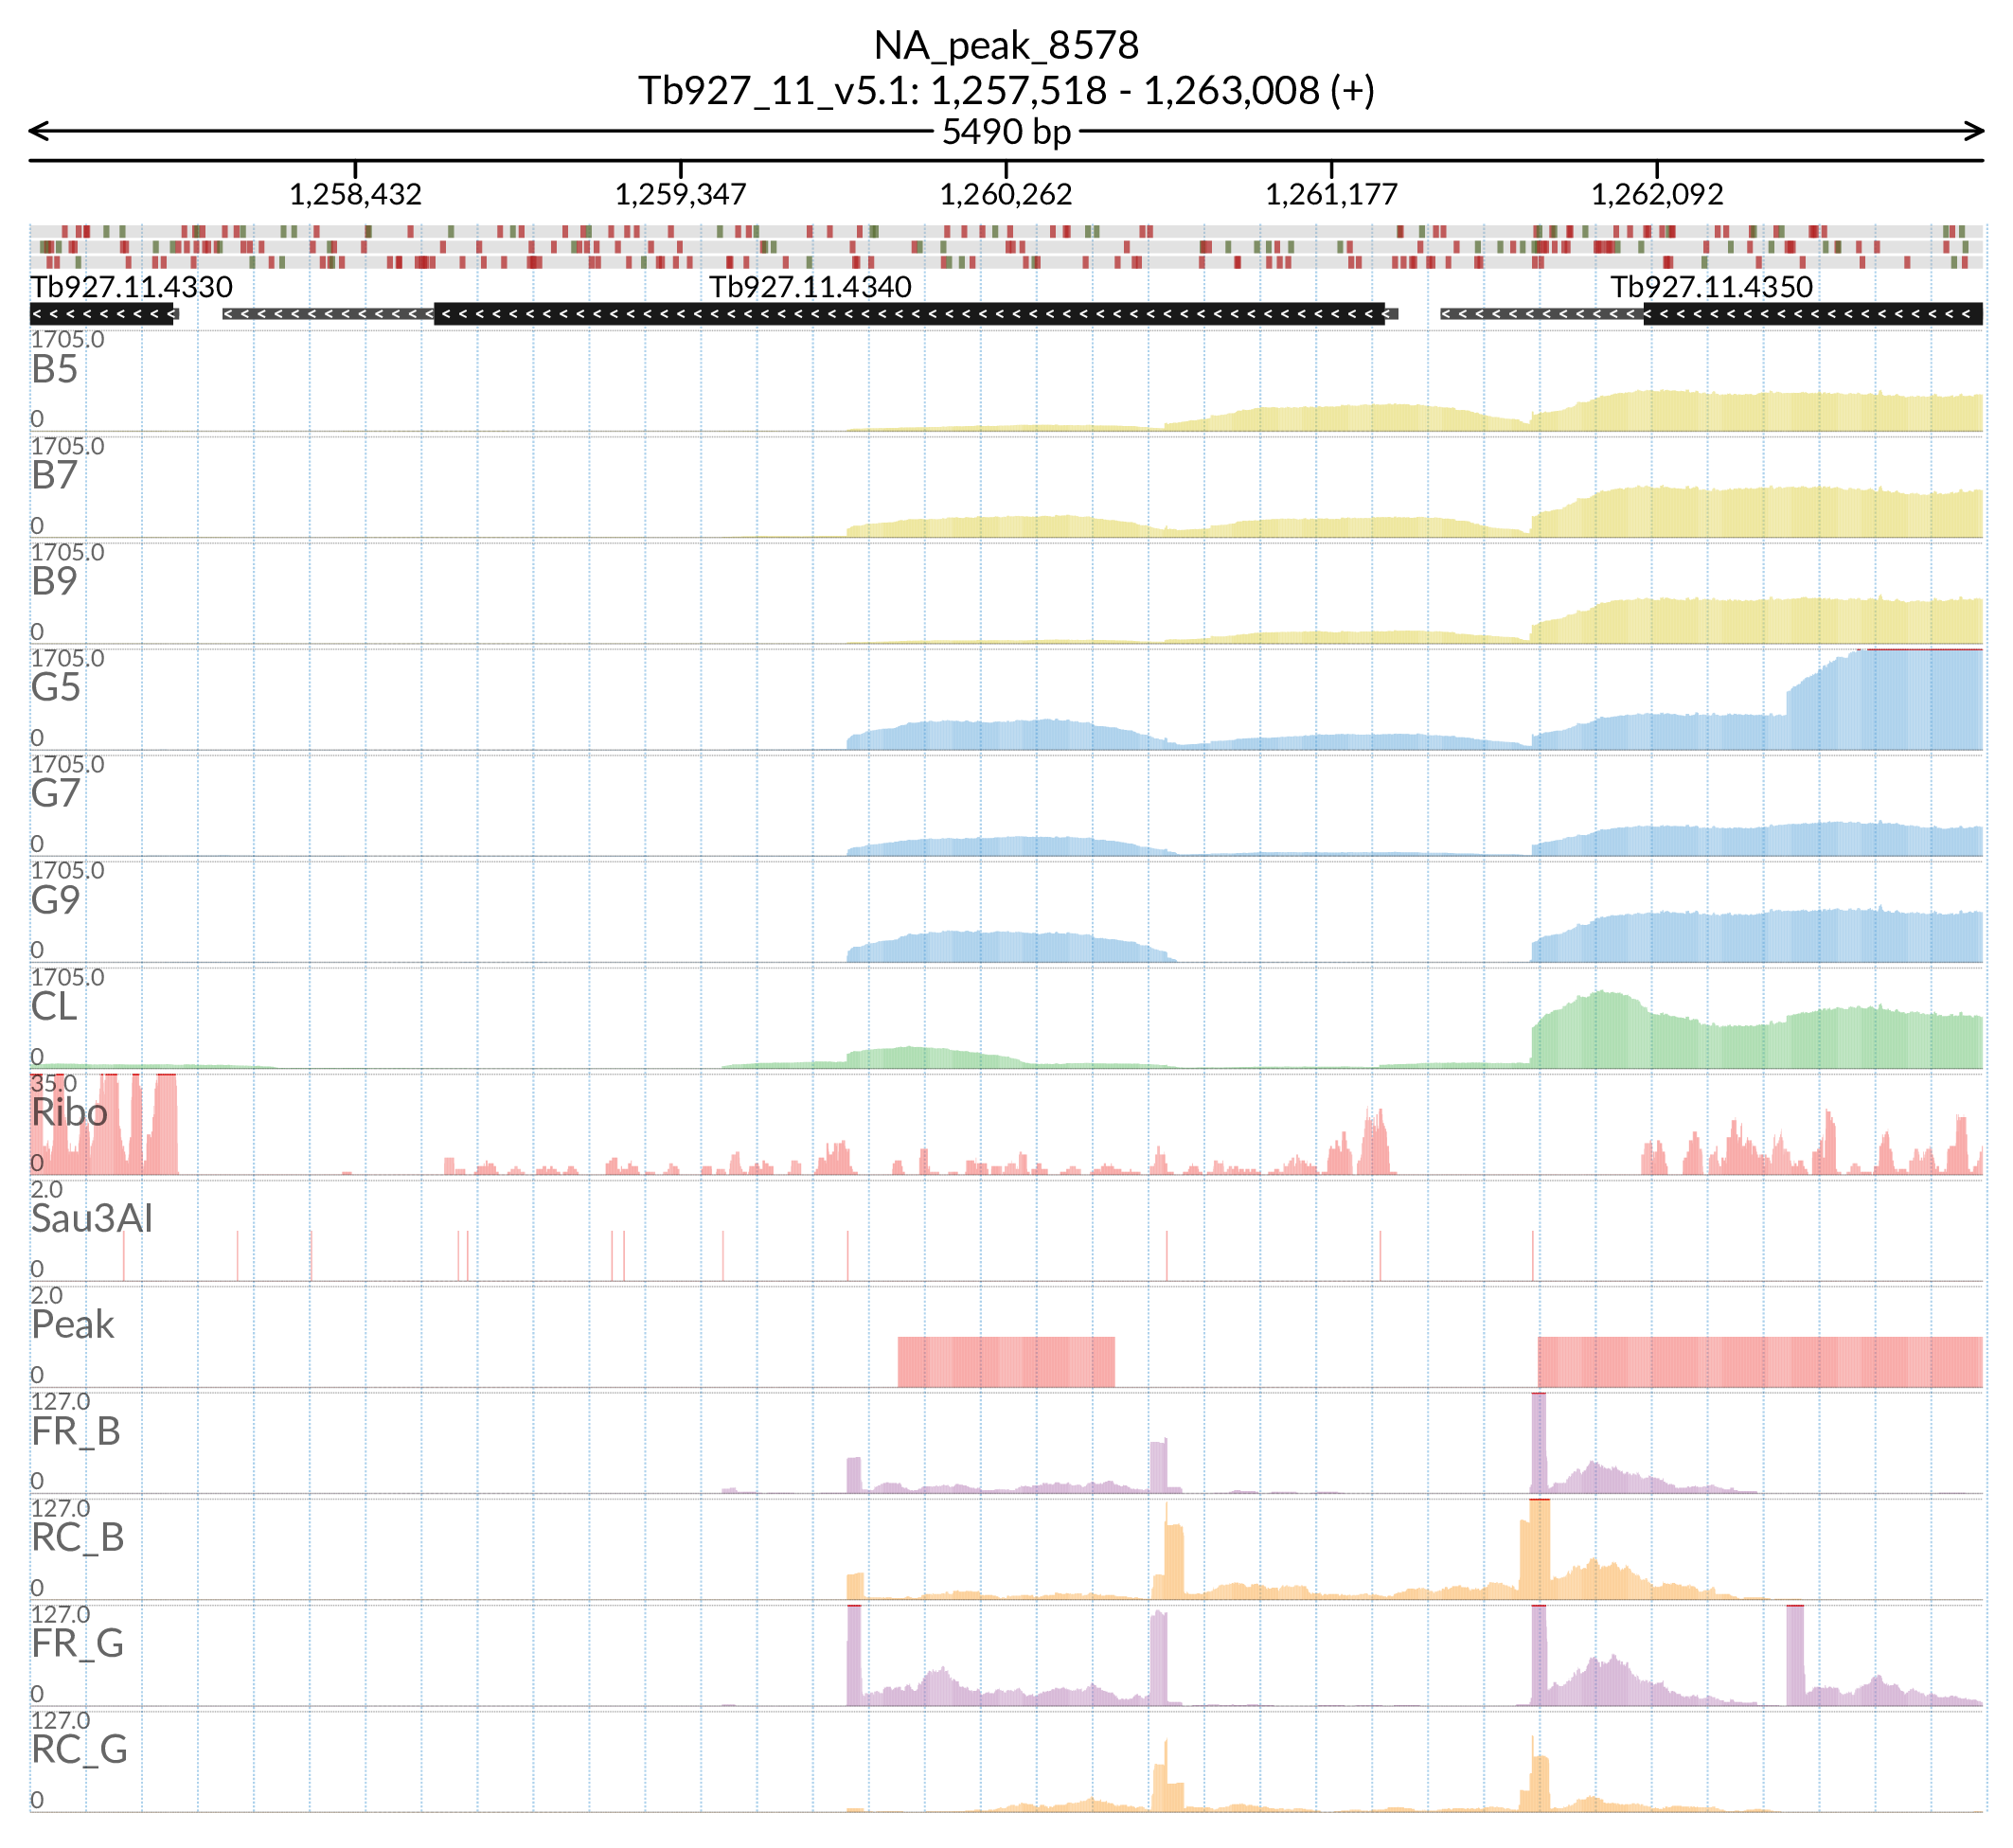 NA_peak_8578
Tb927_11_v5.1: 1,257,518 - 1,263,008 (+)
5490 bp
1,258,432 1,259,347 1,260,262 1,261,177 1,262,092
Tb927.11.4330 Tb927.11.4340 Tb927.11.4350
1705.0
B5
0
1705.0
B7
0
1705.0
B9
0
1705.0
G5
0
1705.0
G7
0
1705.0
G9
0
1705.0
CL
0
35.0
Ribo
0
2.0
Sau3AI
0
2.0
Peak
0
127.0
FR_B
0
127.0
RC_B
0
127.0
FR_G
0
127.0
RC_G
0